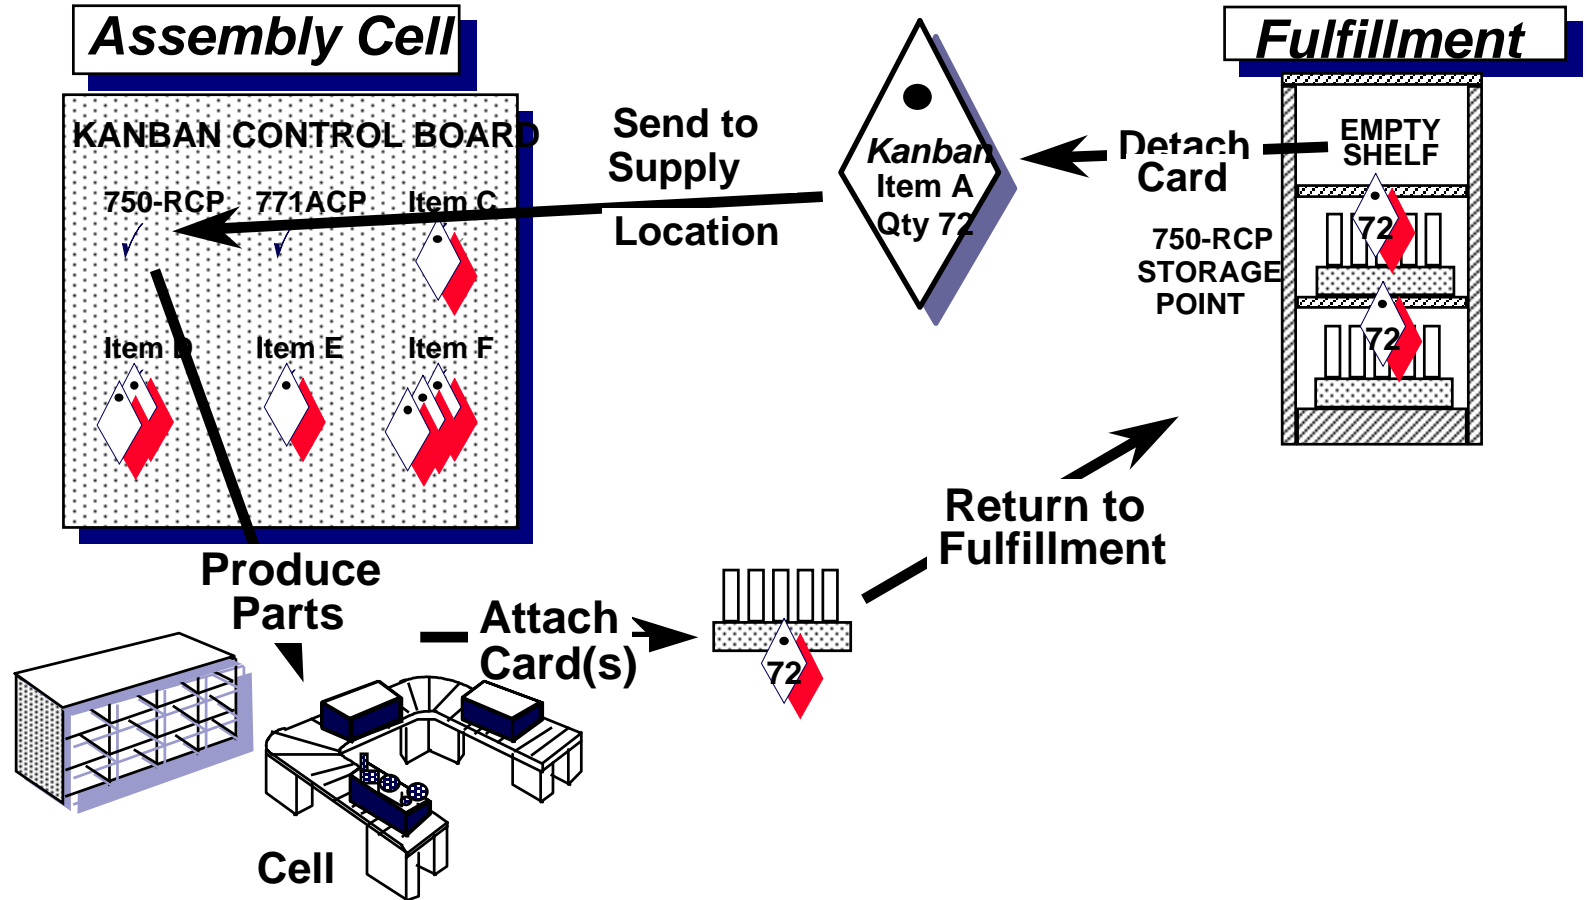 Assembly Cell
Fulfillment
KANBAN CONTROL BOARD
750-RCP
771ACP
Item C
Item D
Item E
Item F
Send to
Supply
Location
Kanban
Item A
Qty 72
Detach
Card
EMPTY
SHELF
72
750-RCP
STORAGE
POINT
72
Return to
Fulfillment
Produce
Parts
Attach
Card(s)
72
Cell